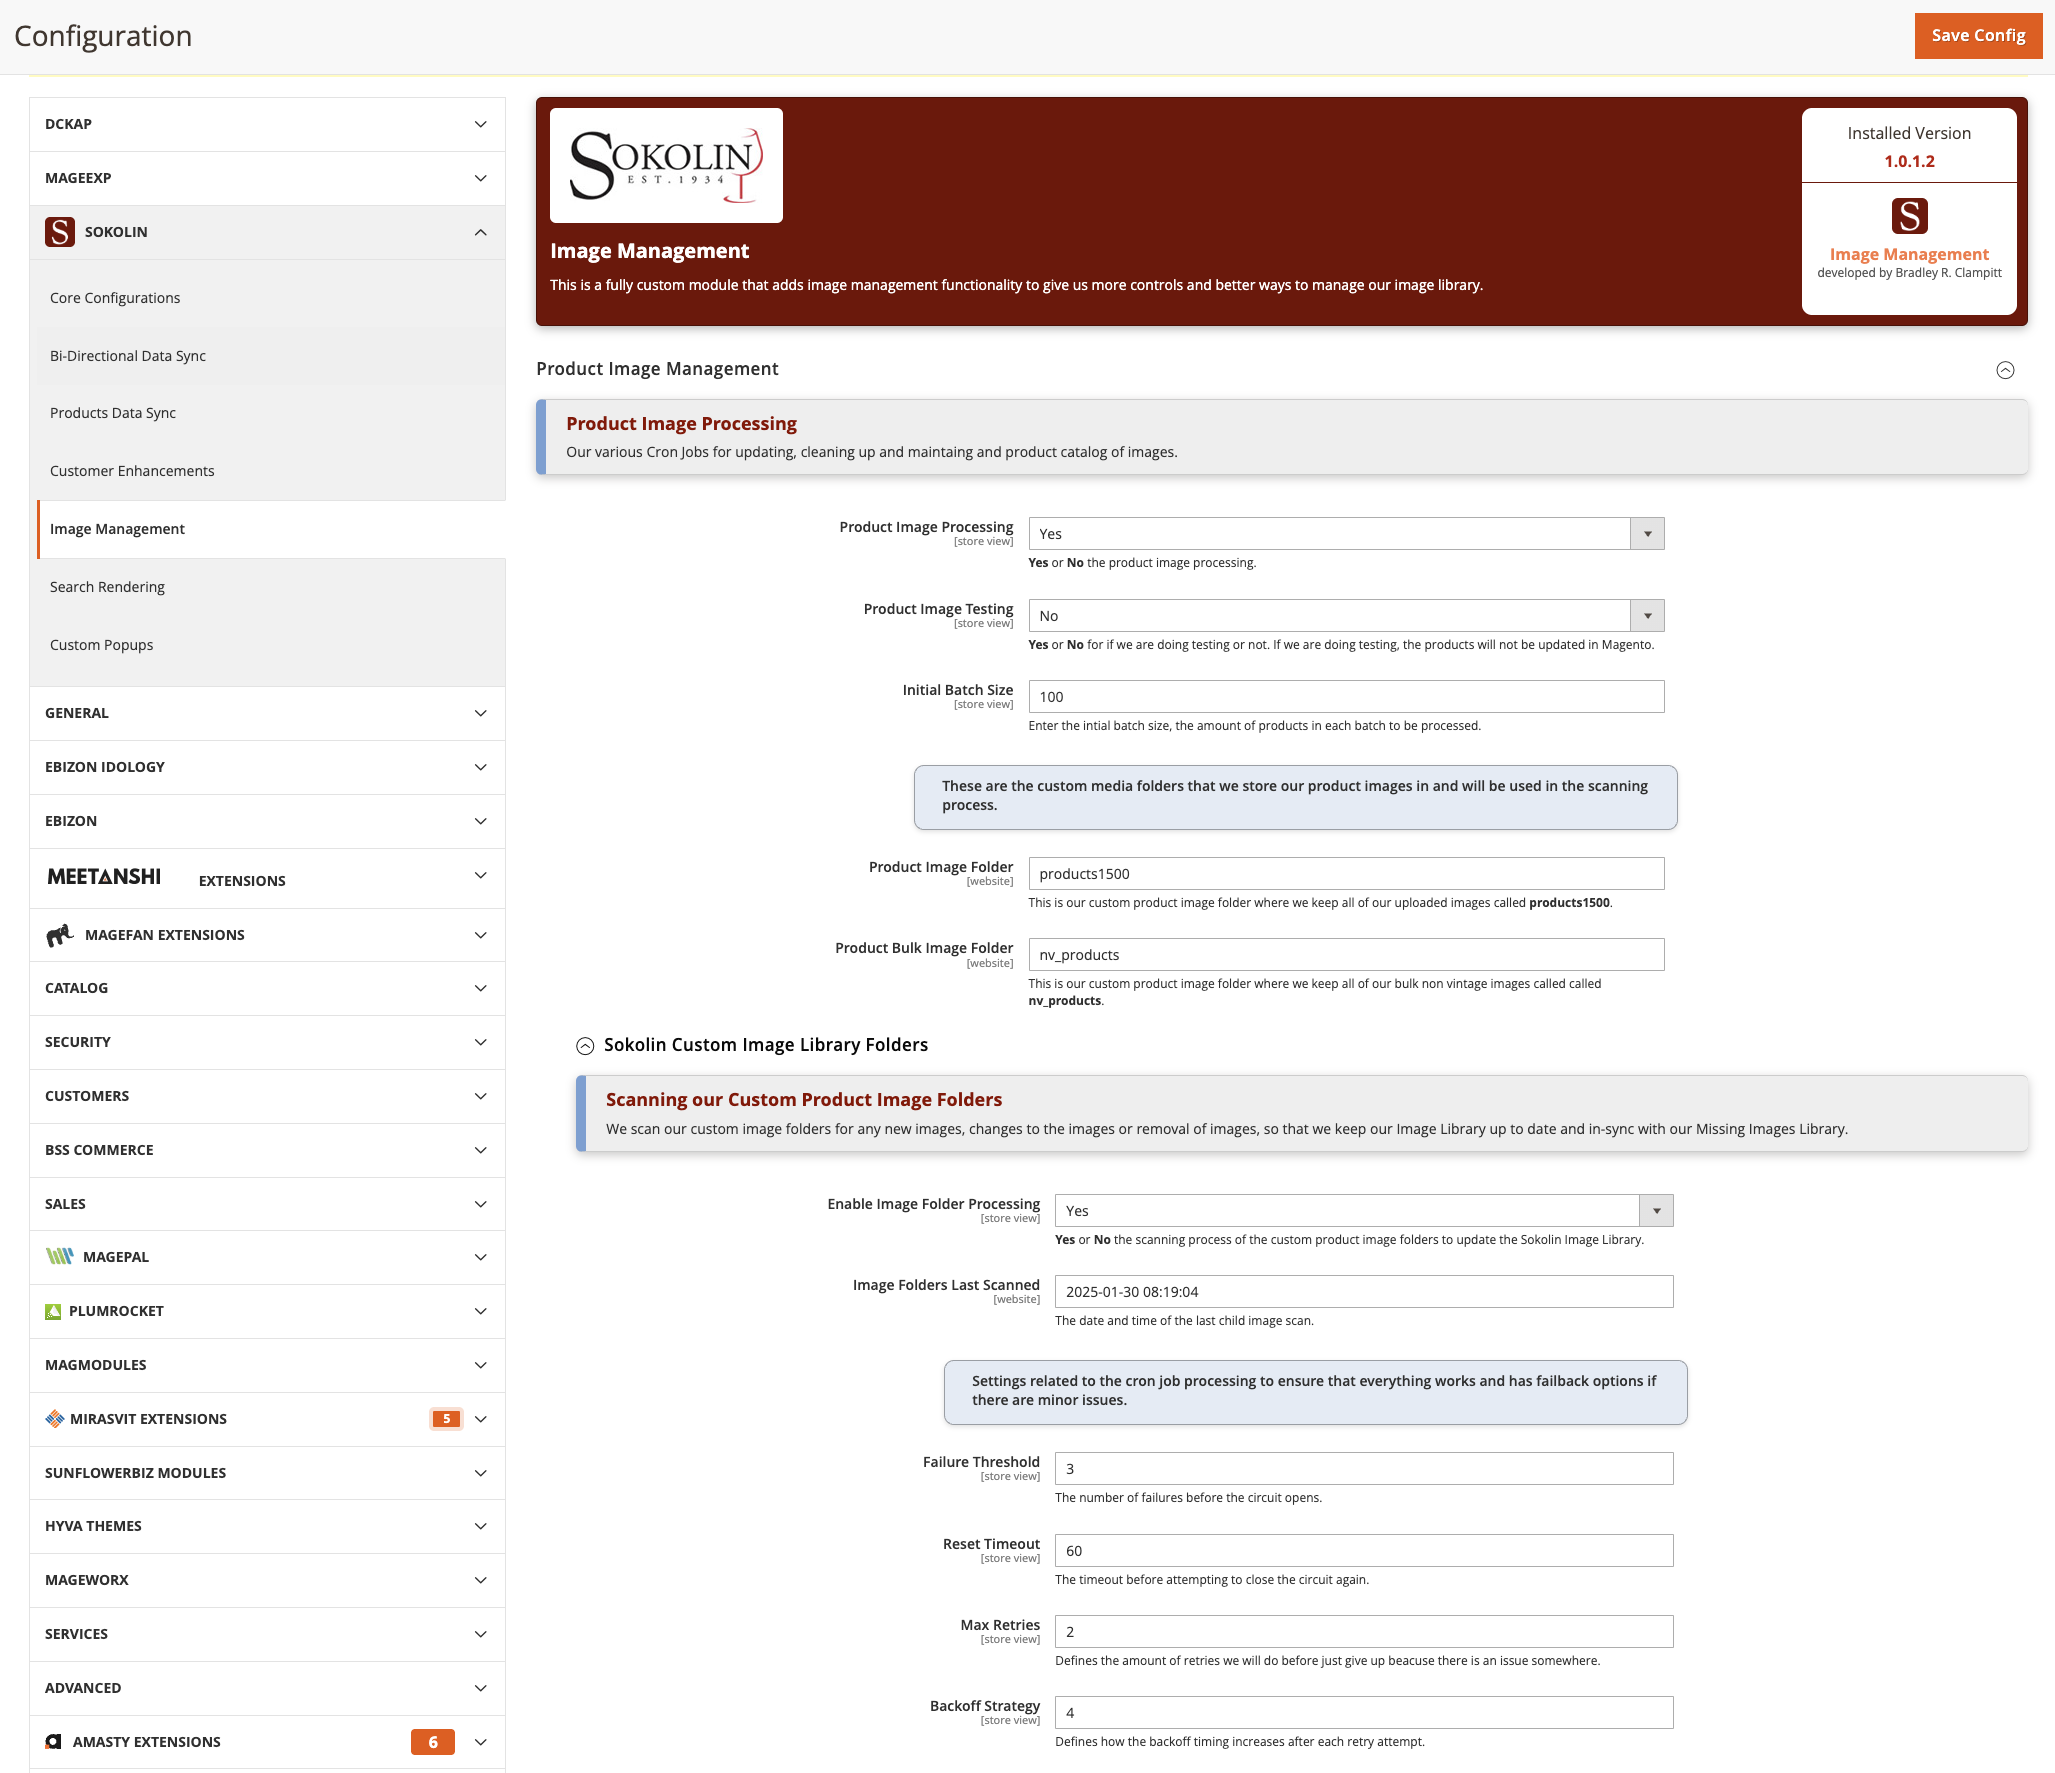 Configuration
Save Config
DCKAP
MAGEEXP
S SOKOLIN
Core Configurations
Bi-Directional Data Sync
Products Data Sync
Customer Enhancements
Image Management
Search Rendering
Custom Popups
GENERAL
EBIZON IDOLOGY
EBIZON
MEETANSHI EXTENSIONS
MAGEFAN EXTENSIONS
CATALOG
SECURITY
CUSTOMERS
BSS COMMERCE
SALES
MAGEPAL
PLUMROCKET
MAGMODULES
MIRASVIT EXTENSIONS 5
SUNFLOWERBIZ MODULES
HYVA THEMES
MAGEWORX
SERVICES
ADVANCED
AMASTY EXTENSIONS 6
SOKOLIN
EST.1934
Image Management
This is a fully custom module that adds image management functionality to give us more controls and better ways to manage our image library.
Installed Version
1.0.1.2
S
Image Management
developed by Bradley R. Clampitt
Product Image Management
Product Image Processing
Our various Cron Jobs for updating, cleaning up and maintaing and product catalog of images.
Product Image Processing
[store view]
Yes
Yes or No the product image processing.
Product Image Testing
[store view]
No
Yes or No for if we are doing testing or not. If we are doing testing, the products will not be updated in Magento.
Initial Batch Size
[store view]
100
Enter the intial batch size, the amount of products in each batch to be processed.
These are the custom media folders that we store our product images in and will be used in the scanning
process.
Product Image Folder
[website]
products1500
This is our custom product image folder where we keep all of our uploaded images called products1500.
Product Bulk Image Folder
[website]
nv_products
This is our custom product image folder where we keep all of our bulk non vintage images called called
nv_products.
Sokolin Custom Image Library Folders
Scanning our Custom Product Image Folders
We scan our custom image folders for any new images, changes to the images or removal of images, so that we keep our Image Library up to date and in-sync with our Missing Images Library.
Enable Image Folder Processing
[store view]
Yes
Yes or No the scanning process of the custom product image folders to update the Sokolin Image Library.
Image Folders Last Scanned
[website]
2025-01-30 08:19:04
The date and time of the last child image scan.
Settings related to the cron job processing to ensure that everything works and has failback options if
there are minor issues.
Failure Threshold
[store view]
3
The number of failures before the circuit opens.
Reset Timeout
[store view]
60
The timeout before attempting to close the circuit again.
Max Retries
[store view]
2
Defines the amount of retries we will do before just give up beacuse there is an issue somewhere.
Backoff Strategy
[store view]
4
Defines how the backoff timing increases after each retry attempt.